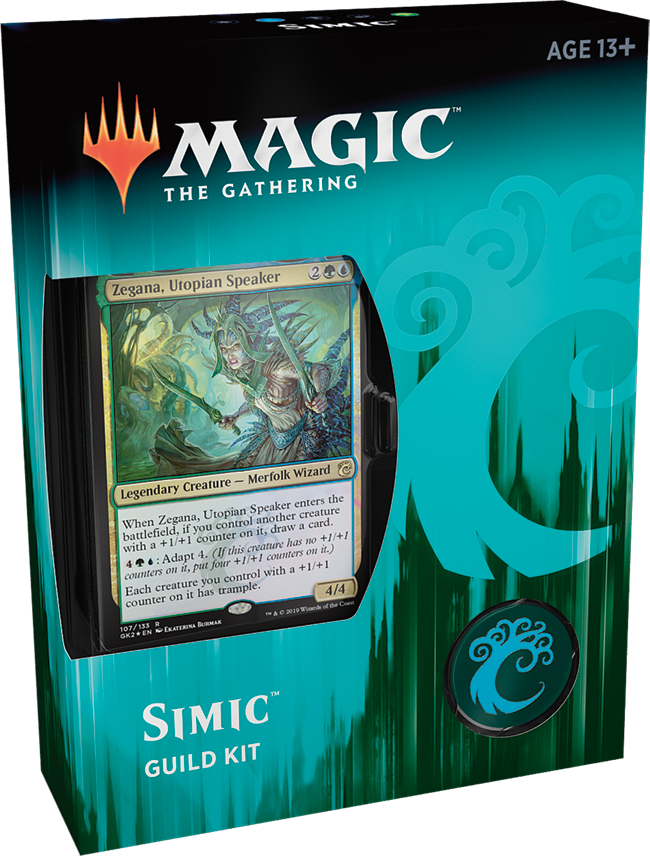 SIMIC
AGE 13+
MAGIC™
THE GATHERING
Zegana, Utopian Speaker 2
Legendary Creature — Merfolk Wizard
When Zegana, Utopian Speaker enters the
battlefield, if you control another creature
with a +1/+1 counter on it, draw a card.
4 : Adapt 4. (If this creature has no +1/+1
counters on it, put four +1/+1 counters on it.)
Each creature you control with a +1/+1
counter on it has trample.
4/4
107/133 R
GK2 ★ EN EKATERINA BURMAK
™ & © 2019 Wizards of the Coast
SIMIC™
GUILD KIT